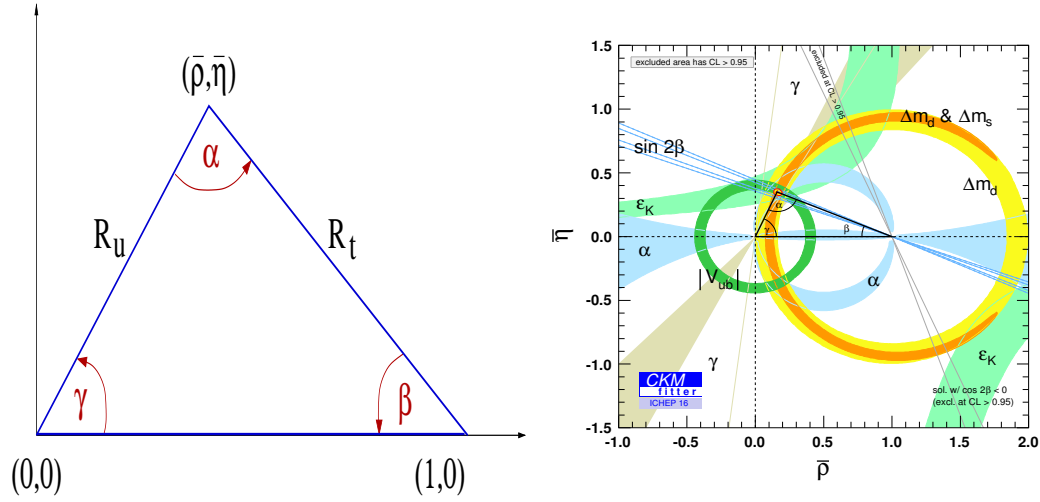 (ρ̄,η̄)
α
R_u
R_t
γ
β
(0,0)
(1,0)
excluded area has CL > 0.95
γ
excluded at CL > 0.95
Δm_d & Δm_s
sin 2β
Δm_d
ε_K
α
γ
β
α
α
|V_ub|
ε_K
γ
CKM
fitter
ICHEP 16
sol. w/ cos 2β < 0
(excl. at CL > 0.95)
η̄
1.5
1.0
0.5
0.0
-0.5
-1.0
-1.5
-1.0 -0.5 0.0 0.5 1.0 1.5 2.0
ρ̄